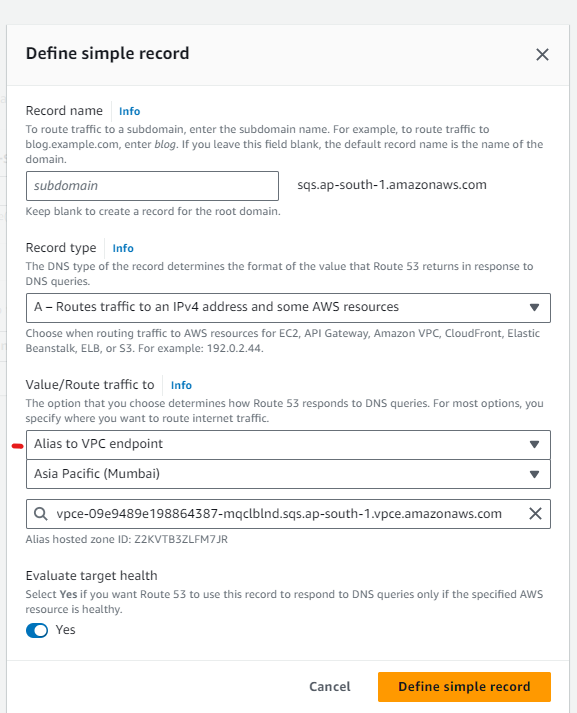 Define simple record
Record name Info
To route traffic to a subdomain, enter the subdomain name. For example, to route traffic to
blog.example.com, enter blog. If you leave this field blank, the default record name is the name of the
domain.
subdomain sqs.ap-south-1.amazonaws.com
Keep blank to create a record for the root domain.
Record type Info
The DNS type of the record determines the format of the value that Route 53 returns in response to
DNS queries.
A – Routes traffic to an IPv4 address and some AWS resources
Choose when routing traffic to AWS resources for EC2, API Gateway, Amazon VPC, CloudFront, Elastic
Beanstalk, ELB, or S3. For example: 192.0.2.44.
Value/Route traffic to Info
The option that you choose determines how Route 53 responds to DNS queries. For most options, you
specify where you want to route internet traffic.
Alias to VPC endpoint
Asia Pacific (Mumbai)
vpce-09e9489e198864387-mqclblnd.sqs.ap-south-1.vpce.amazonaws.com
Alias hosted zone ID: Z2KVTB3ZLFM7JR
Evaluate target health
Select Yes if you want Route 53 to use this record to respond to DNS queries only if the specified AWS
resource is healthy.
Yes
Cancel Define simple record